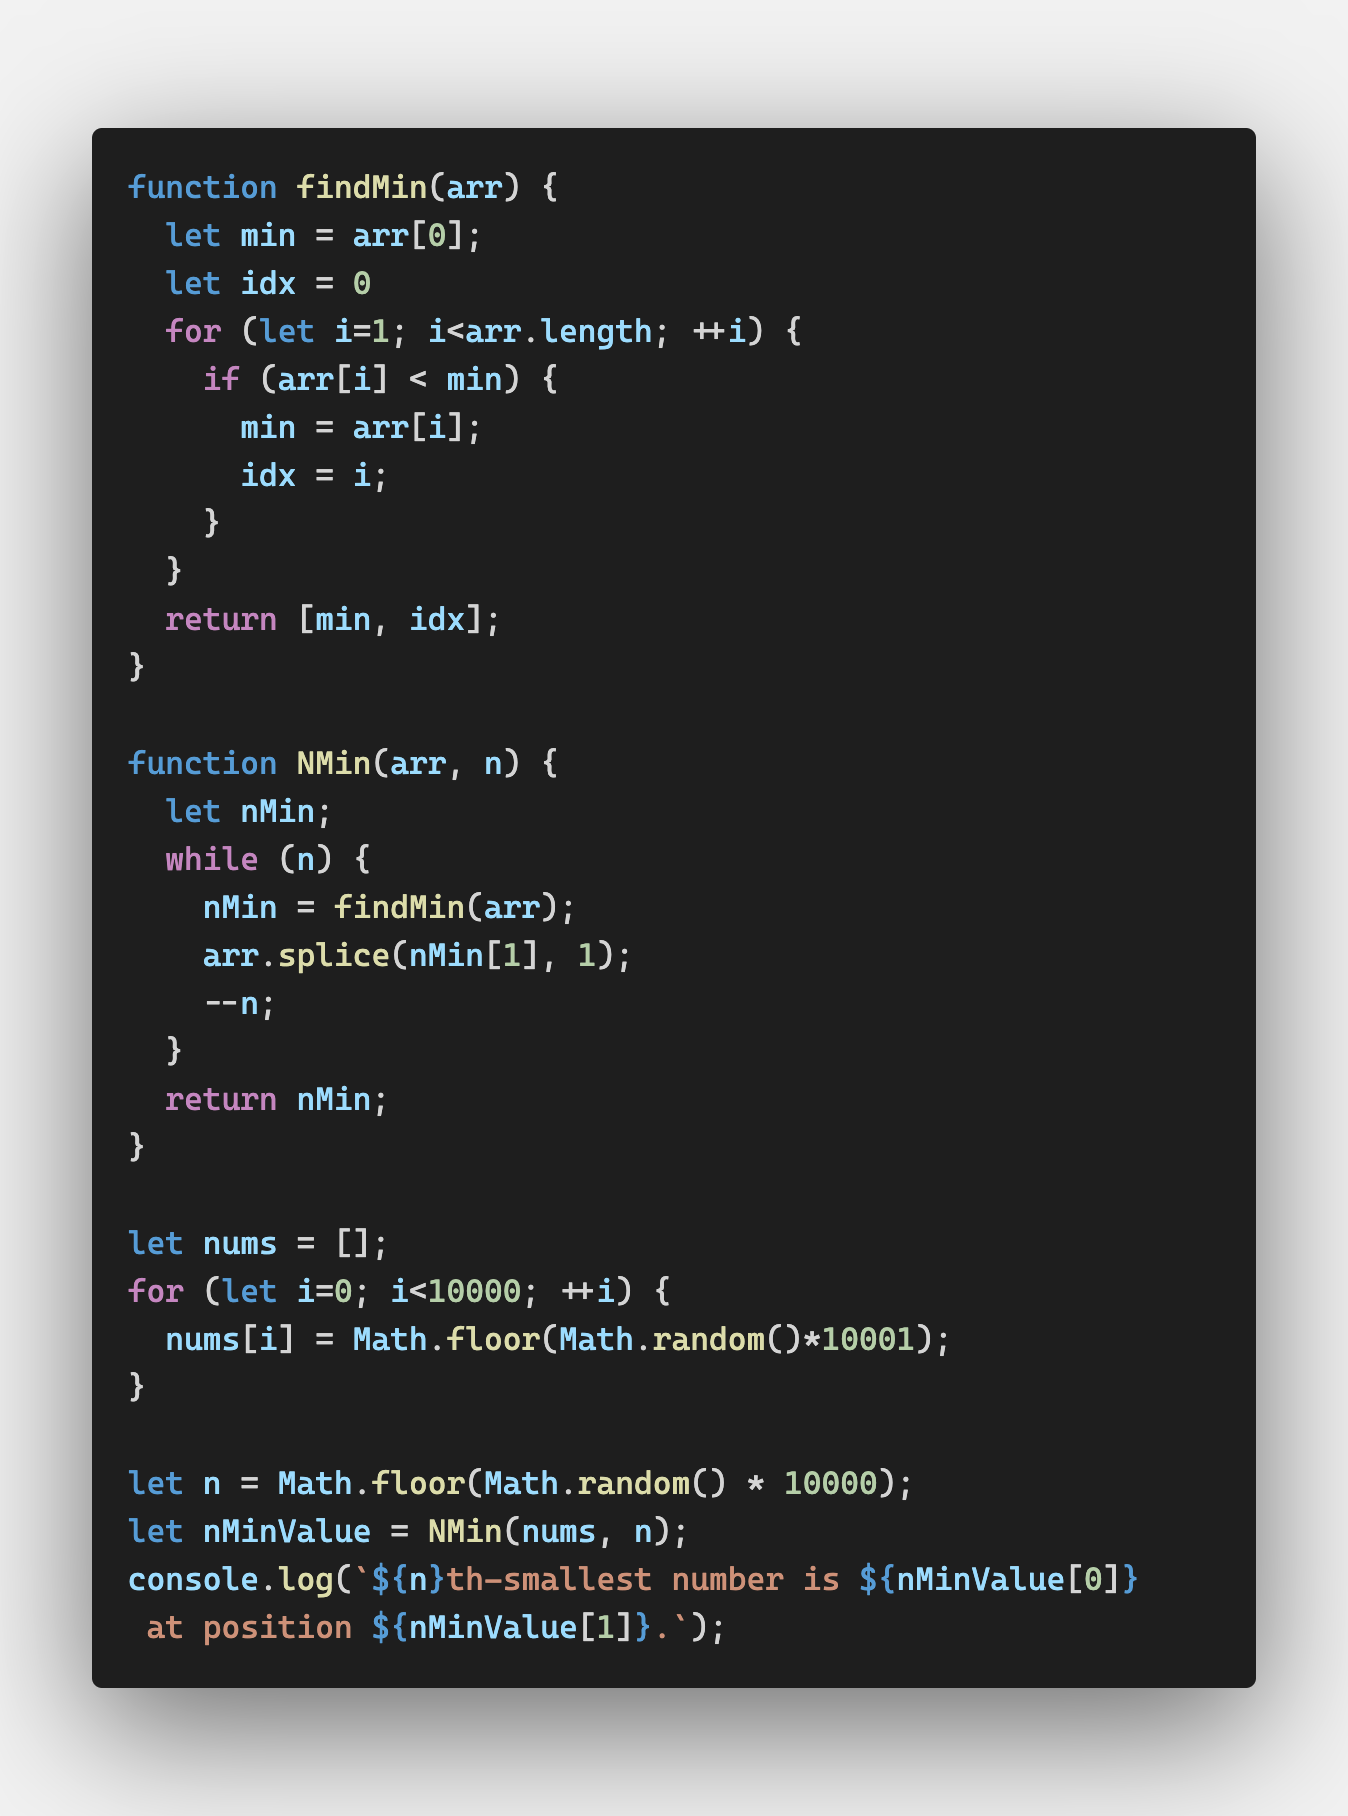 function findMin(arr) {
  let min = arr[0];
  let idx = 0
  for (let i=1; i<arr.length; ++i) {
    if (arr[i] < min) {
      min = arr[i];
      idx = i;
    }
  }
  return [min, idx];
}

function NMin(arr, n) {
  let nMin;
  while (n) {
    nMin = findMin(arr);
    arr.splice(nMin[1], 1);
    --n;
  }
  return nMin;
}

let nums = [];
for (let i=0; i<10000; ++i) {
  nums[i] = Math.floor(Math.random()*10001);
}

let n = Math.floor(Math.random() * 10000);
let nMinValue = NMin(nums, n);
console.log(`${n}th-smallest number is ${nMinValue[0]}
 at position ${nMinValue[1]}.`);